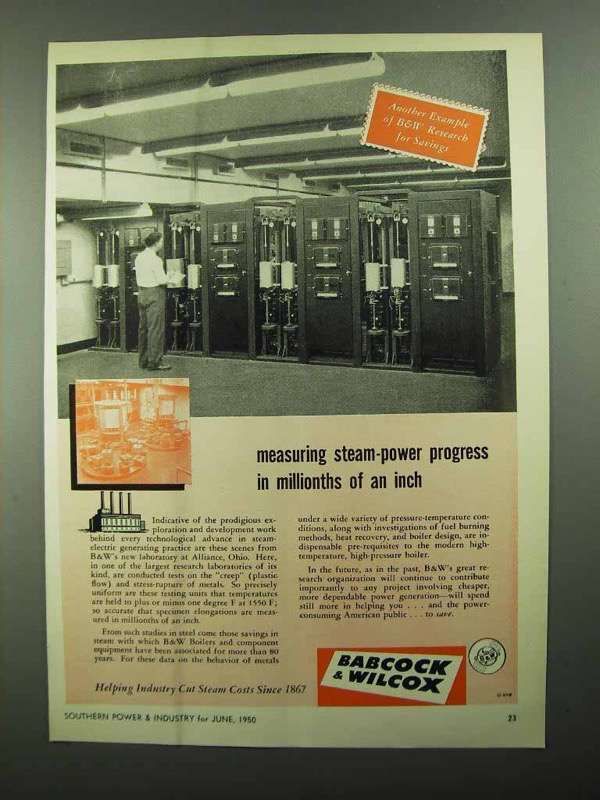 Another Example
of B&W Research
for Savings
measuring steam-power progress
in millionths of an inch
Indicative of the prodigious ex-
ploration and development work
behind every technological advance in steam-
electric generating practice are these scenes from
B&W's new laboratory at Alliance, Ohio. Here,
in one of the largest research laboratories of its
kind, are conducted tests on the "creep" (plastic
flow) and stress-rupture of metals. So precisely
uniform are these testing units that temperatures
are held to plus or minus one degree F at 1550 F;
so accurate that specimen elongations are meas-
ured in millionths of an inch.
From such studies in steel come those savings in
steam with which B&W Boilers and component
equipment have been associated for more than 80
years. For these data on the behavior of metals
under a wide variety of pressure-temperature con-
ditions, along with investigations of fuel burning
methods, heat recovery, and boiler design, are in-
dispensable pre-requisites to the modern high-
temperature, high-pressure boiler.
In the future, as in the past, B&W's great re-
search organization will continue to contribute
importantly to any project involving cheaper,
more dependable power generation—will spend
still more in helping you . . . and the power-
consuming American public . . . to save.
Helping Industry Cut Steam Costs Since 1867
BABCOCK
& WILCOX
B&W
SOUTHERN POWER & INDUSTRY for JUNE, 1950
23